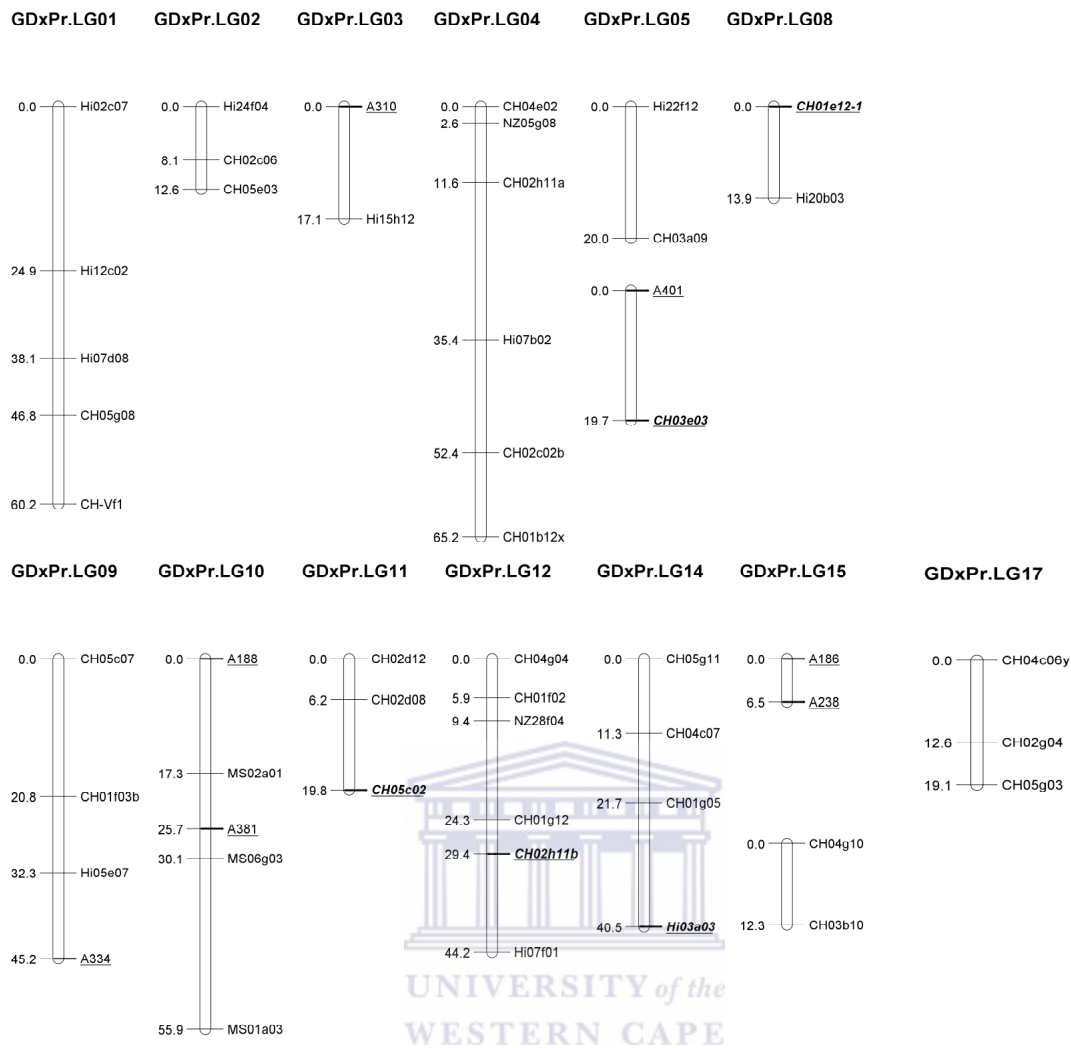 GDxPr.LG01 GDxPr.LG02 GDxPr.LG03 GDxPr.LG04 GDxPr.LG05 GDxPr.LG08
0.0 Hi02c07
24.9 Hi12c02
38.1 Hi07d08
46.8 CH05g08
60.2 CH-Vf1
0.0 Hi24f04
8.1 CH02c06
12.6 CH05e03
0.0 A310
17.1 Hi15h12
0.0 CH04e02
2.6 NZ05g08
11.6 CH02h11a
35.4 Hi07b02
52.4 CH02c02b
65.2 CH01b12x
0.0 Hi22f12
20.0 CH03a09
0.0 A401
19.7 CH03e03
0.0 CH01e12-1
13.9 Hi20b03
GDxPr.LG09 GDxPr.LG10 GDxPr.LG11 GDxPr.LG12 GDxPr.LG14 GDxPr.LG15 GDxPr.LG17
0.0 CH05c07
20.8 CH01f03b
32.3 Hi05e07
45.2 A334
0.0 A188
17.3 MS02a01
25.7 A381
30.1 MS06g03
55.9 MS01a03
0.0 CH02d12
6.2 CH02d08
19.8 CH05c02
0.0 CH04g04
5.9 CH01f02
9.4 NZ28f04
24.3 CH01g12
29.4 CH02h11b
44.2 Hi07f01
0.0 CH05g11
11.3 CH04c07
21.7 CH01g05
40.5 Hi03a03
0.0 A186
6.5 A238
0.0 CH04g10
12.3 CH03b10
0.0 CH04c06y
12.6 CH02g04
19.1 CH05g03
UNIVERSITY of the
WESTERN CAPE